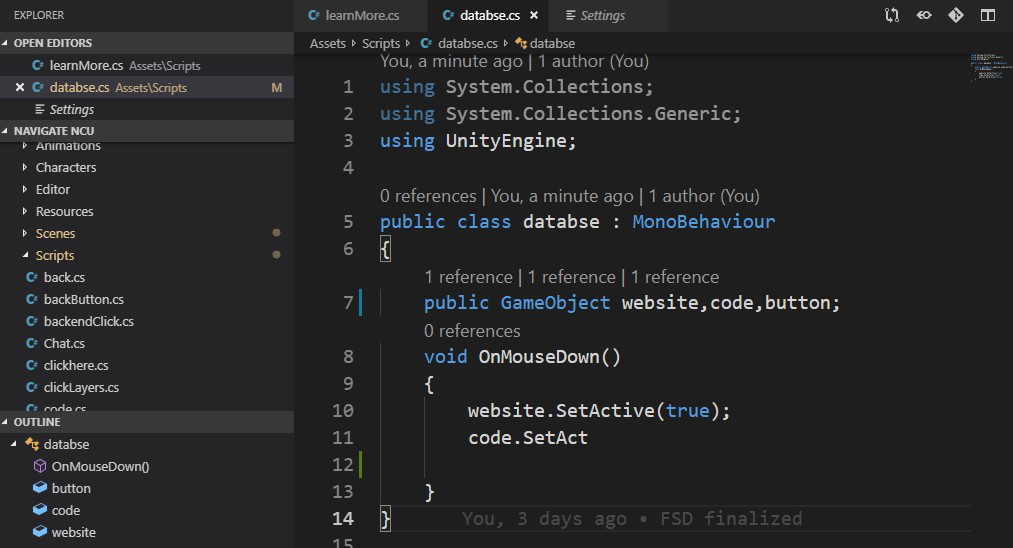 EXPLORER
OPEN EDITORS
learnMore.cs Assets\Scripts
databse.cs Assets\Scripts M
Settings
NAVIGATE NCU
Animations
Characters
Editor
Resources
Scenes
Scripts
back.cs
backButton.cs
backendClick.cs
Chat.cs
clickhere.cs
clickLayers.cs
code.cs
OUTLINE
databse
OnMouseDown()
button
code
website
learnMore.cs databse.cs Settings
Assets Scripts databse.cs databse
You, a minute ago | 1 author (You)
1 using System.Collections;
2 using System.Collections.Generic;
3 using UnityEngine;
4
0 references | You, a minute ago | 1 author (You)
5 public class databse : MonoBehaviour
6 {
1 reference | 1 reference | 1 reference
7 public GameObject website,code,button;
0 references
8 void OnMouseDown()
9 {
10 website.SetActive(true);
11 code.SetAct
12
13 }
14 } You, 3 days ago • FSD finalized
15